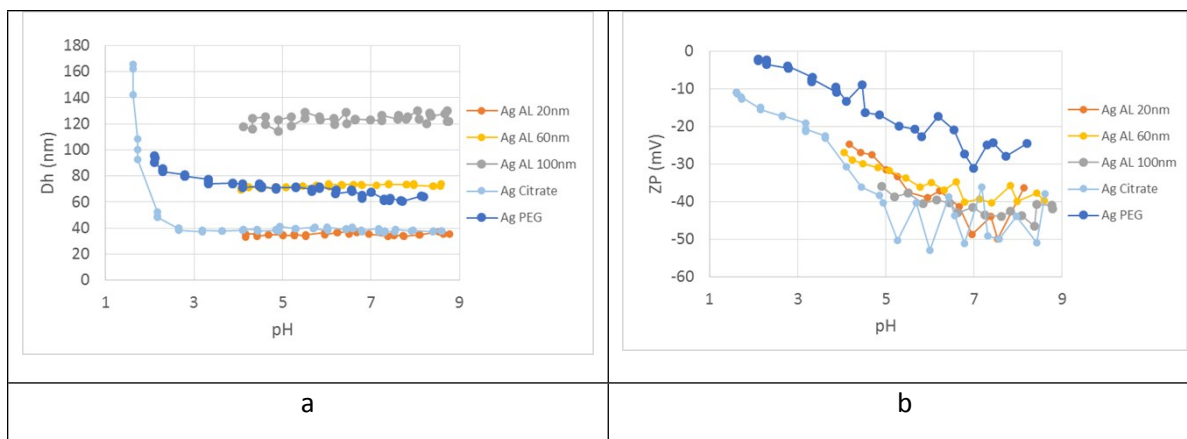 180
160
140
120
100
80
60
40
20
0
Dh (nm)
1 3 5 7 9
pH
Ag AL 20nm
Ag AL 60nm
Ag AL 100nm
Ag Citrate
Ag PEG
0
-10
-20
-30
-40
-50
-60
ZP (mV)
1 3 5 7 9
pH
Ag AL 20nm
Ag AL 60nm
Ag AL 100nm
Ag Citrate
Ag PEG
a
b